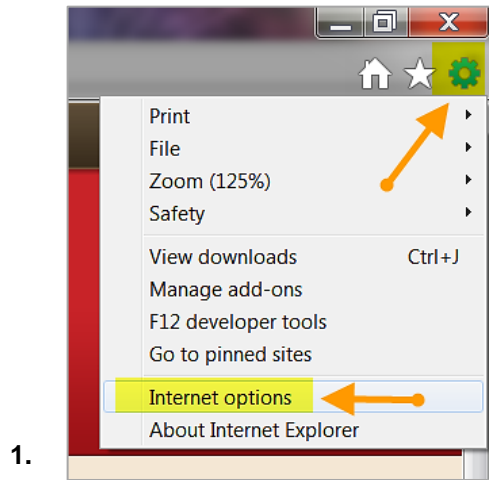 Print
File
Zoom (125%)
Safety
View downloads Ctrl+J
Manage add-ons
F12 developer tools
Go to pinned sites
Internet options
About Internet Explorer
1.